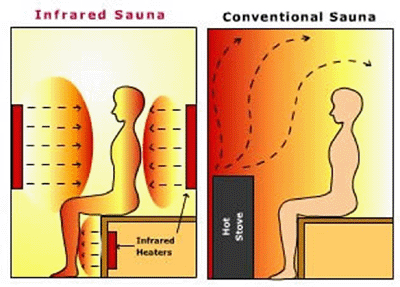 Infrared Sauna
Conventional Sauna
Infrared
Heaters
Hot
Stove